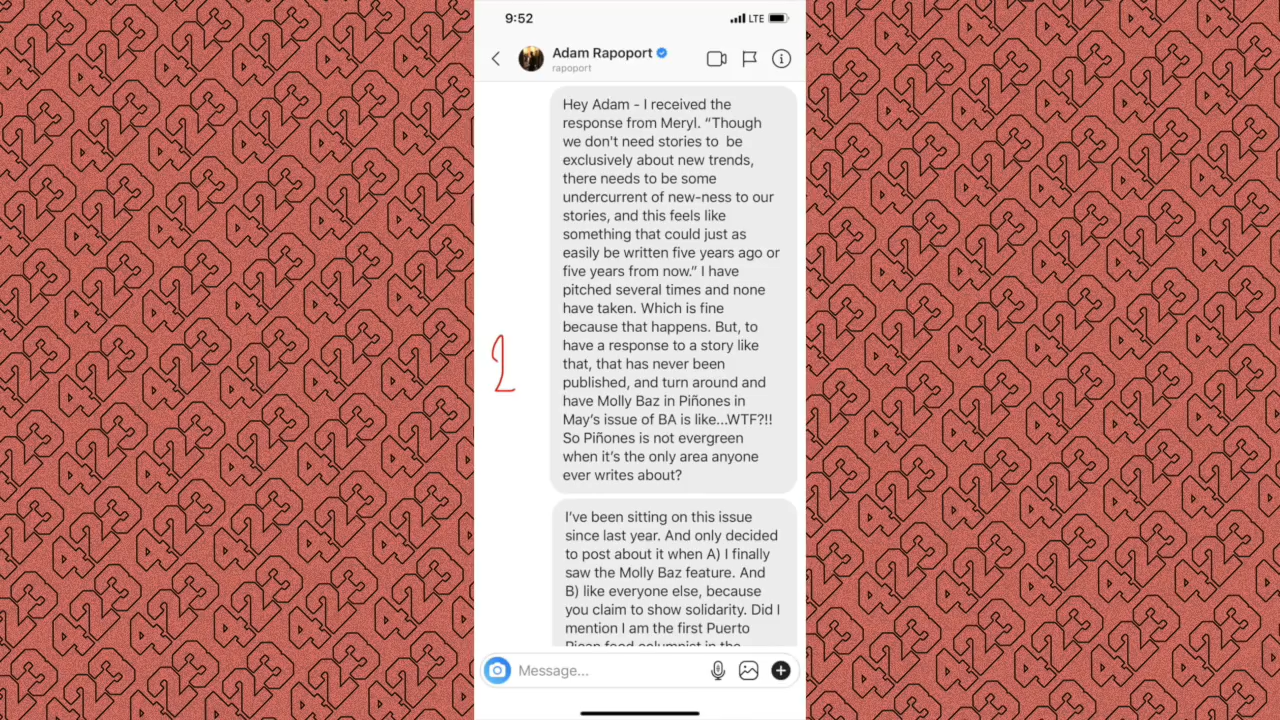 9:52
LTE
Adam Rapoport
rapoport
Hey Adam - I received the
response from Meryl. “Though
we don't need stories to  be
exclusively about new trends,
there needs to be some
undercurrent of new-ness to our
stories, and this feels like
something that could just as
easily be written five years ago or
five years from now.” I have
pitched several times and none
have taken. Which is fine
because that happens. But, to
have a response to a story like
that, that has never been
published, and turn around and
have Molly Baz in Piñones in
May’s issue of BA is like...WTF?!!
So Piñones is not evergreen
when it’s the only area anyone
ever writes about?
2
I’ve been sitting on this issue
since last year. And only decided
to post about it when A) I finally
saw the Molly Baz feature. And
B) like everyone else, because
you claim to show solidarity. Did I
mention I am the first Puerto
Rican food columnist in the
Message...